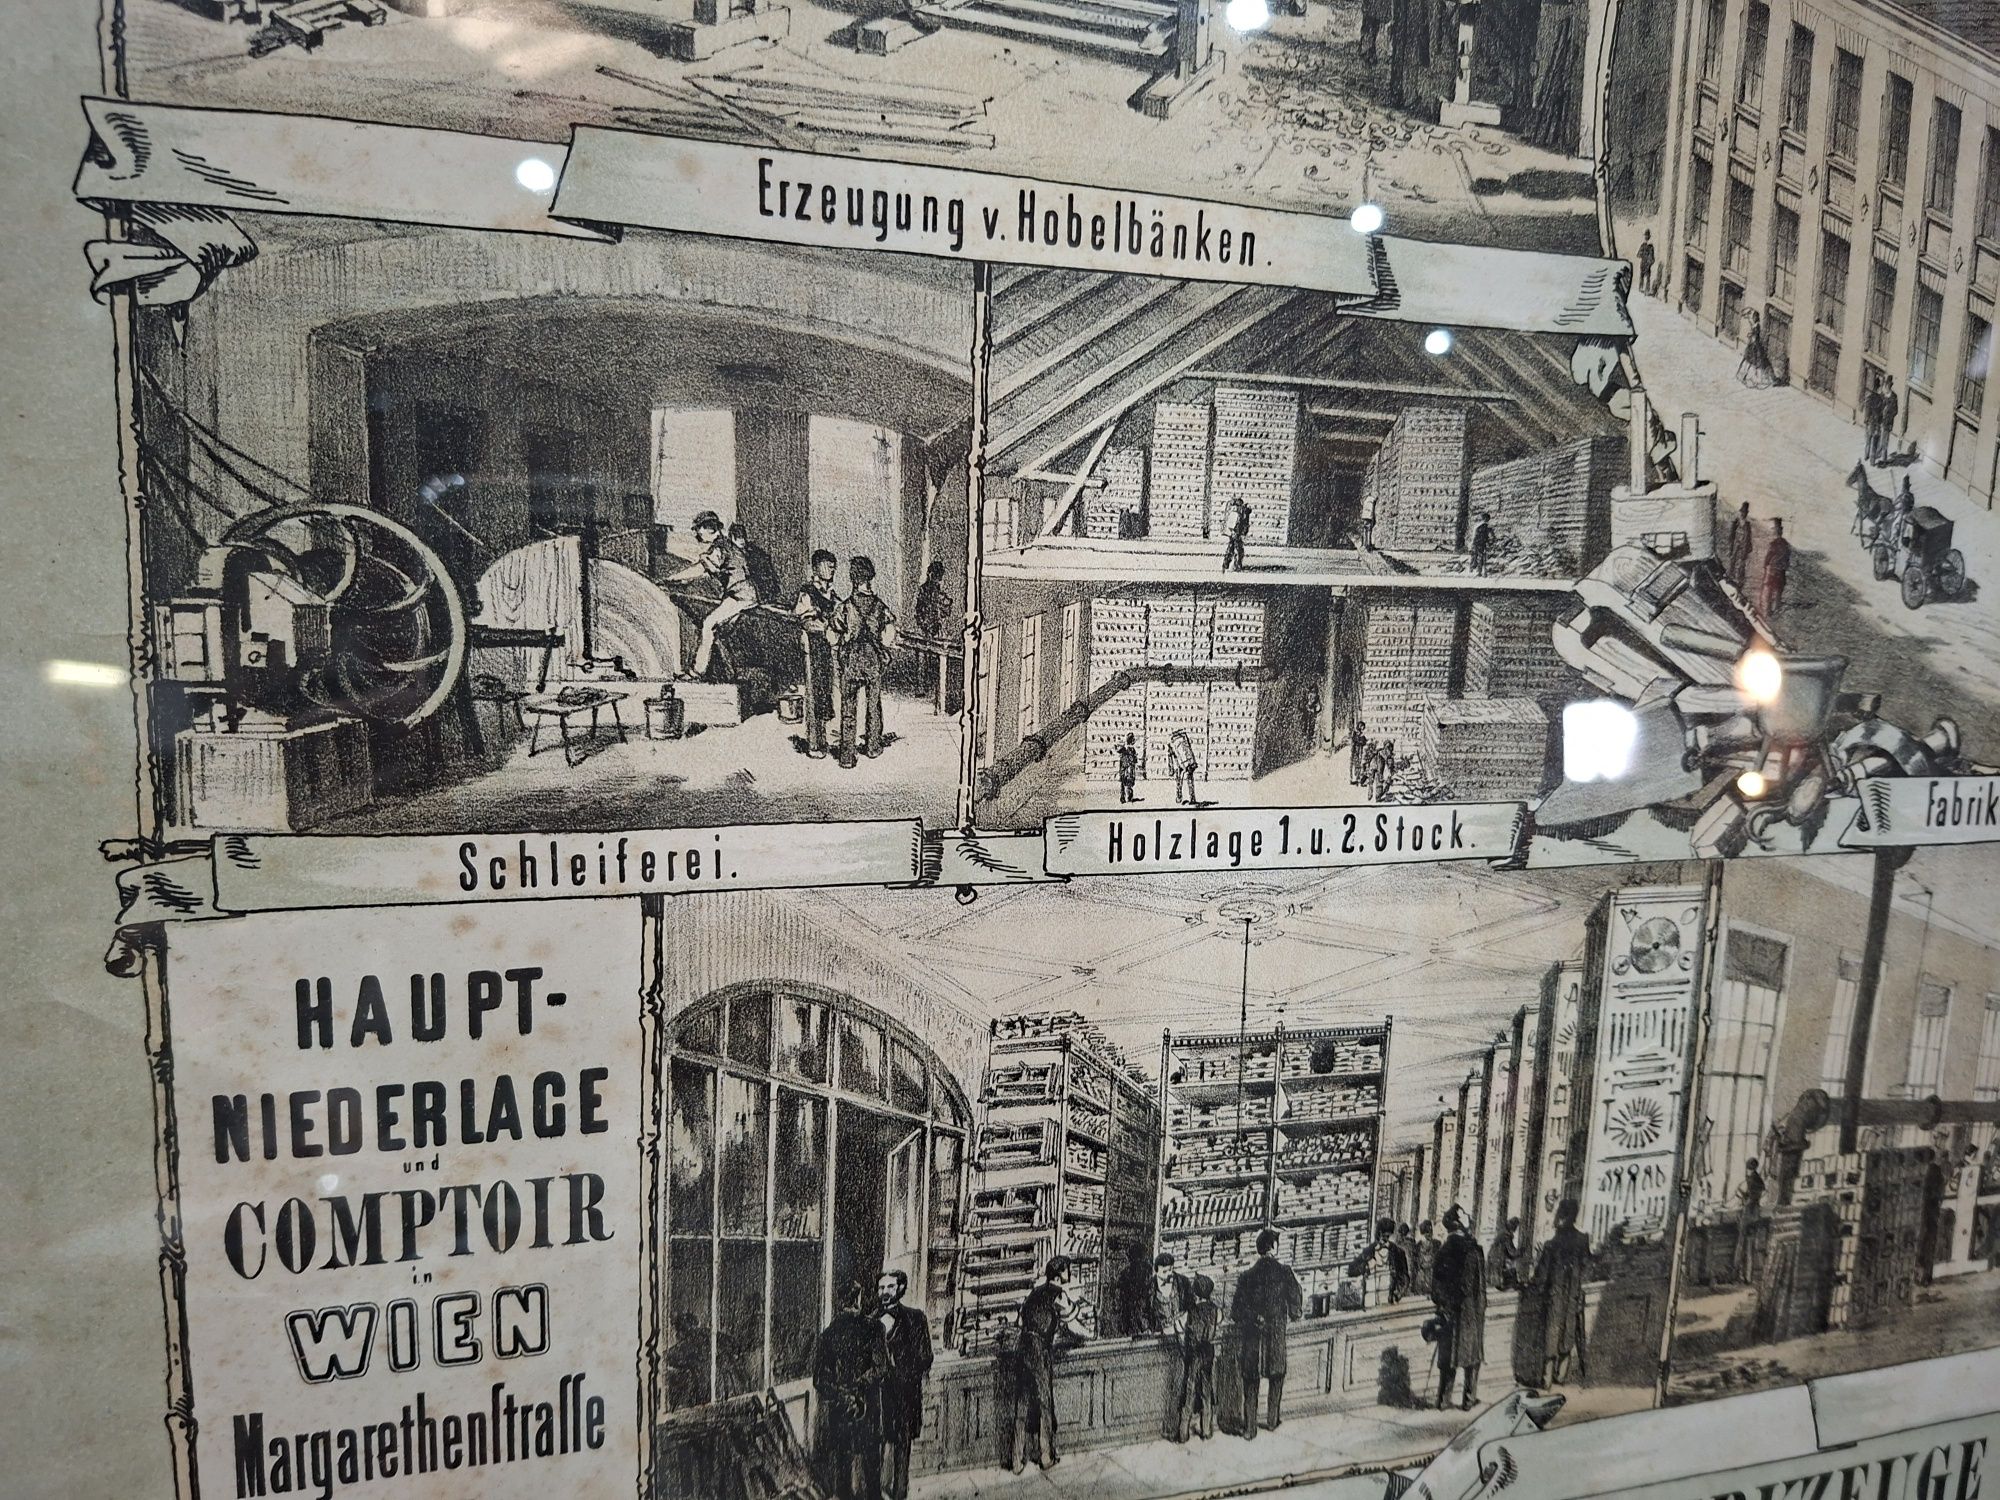 Erzeugung v. Hobelbänken.
Schleiferei.
Holzlage 1. u. 2. Stock.
Fabrik
HAUPT-
NIEDERLAGE
und
COMPTOIR
in
WIEN
Margarethenſtraſſe